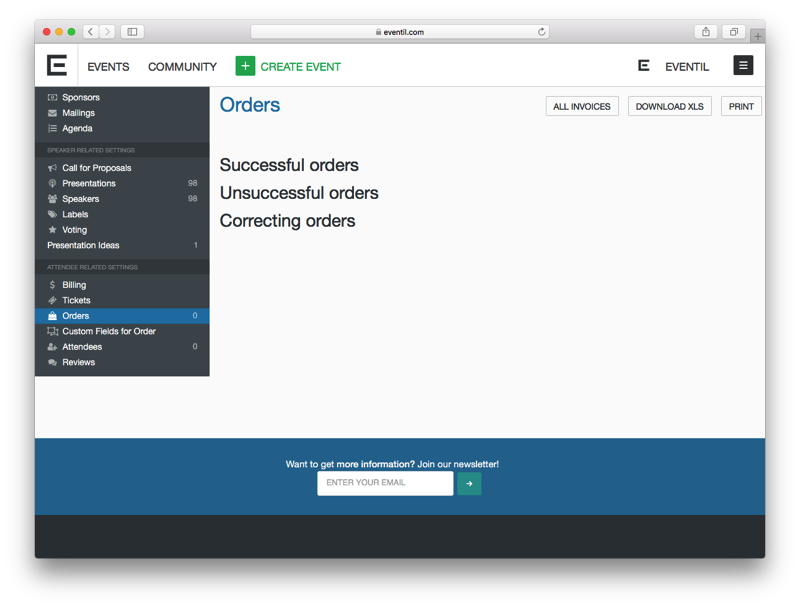 eventil.com
EVENTS COMMUNITY + CREATE EVENT EVENTIL
Sponsors
Mailings
Agenda
SPEAKER RELATED SETTINGS
Call for Proposals
Presentations 98
Speakers 98
Labels
Voting
Presentation Ideas 1
ATTENDEE RELATED SETTINGS
Billing
Tickets
Orders 0
Custom Fields for Order
Attendees 0
Reviews
Orders
ALL INVOICES DOWNLOAD XLS PRINT
Successful orders
Unsuccessful orders
Correcting orders
Want to get more information? Join our newsletter!
ENTER YOUR EMAIL